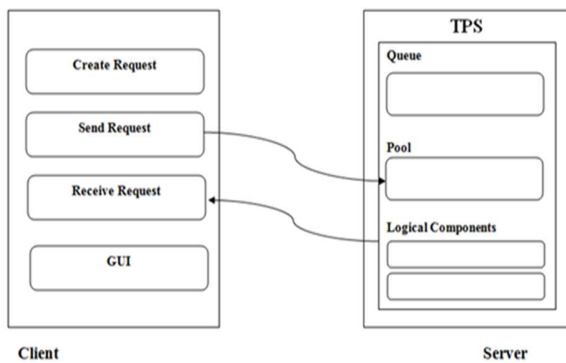 Create Request
Send Request
Receive Request
GUI
Client
TPS
Queue
Pool
Logical Components
Server